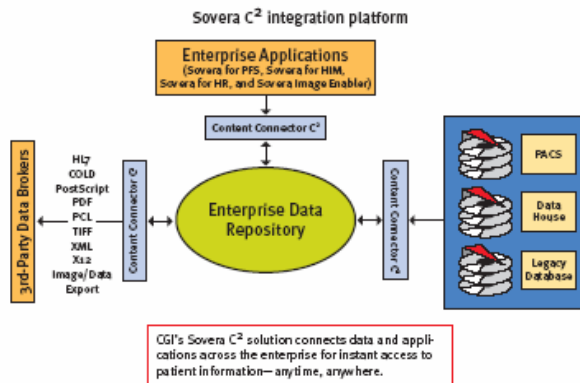 Sovera C² integration platform
Enterprise Applications
(Sovera for PFS, Sovera for HIM,
Sovera for HR, and Sovera Image Enabler)
Content Connector C²
3rd-Party Data Brokers
HL7
COLD
PostScript
PDF
PCL
TIFF
XML
X12
Image/Data
Export
Content Connector C²
Enterprise Data
Repository
Content Connector C²
PACS
Data
House
Legacy
Database
CGI's Sovera C² solution connects data and appli-
cations across the enterprise for instant access to
patient information—anytime, anywhere.